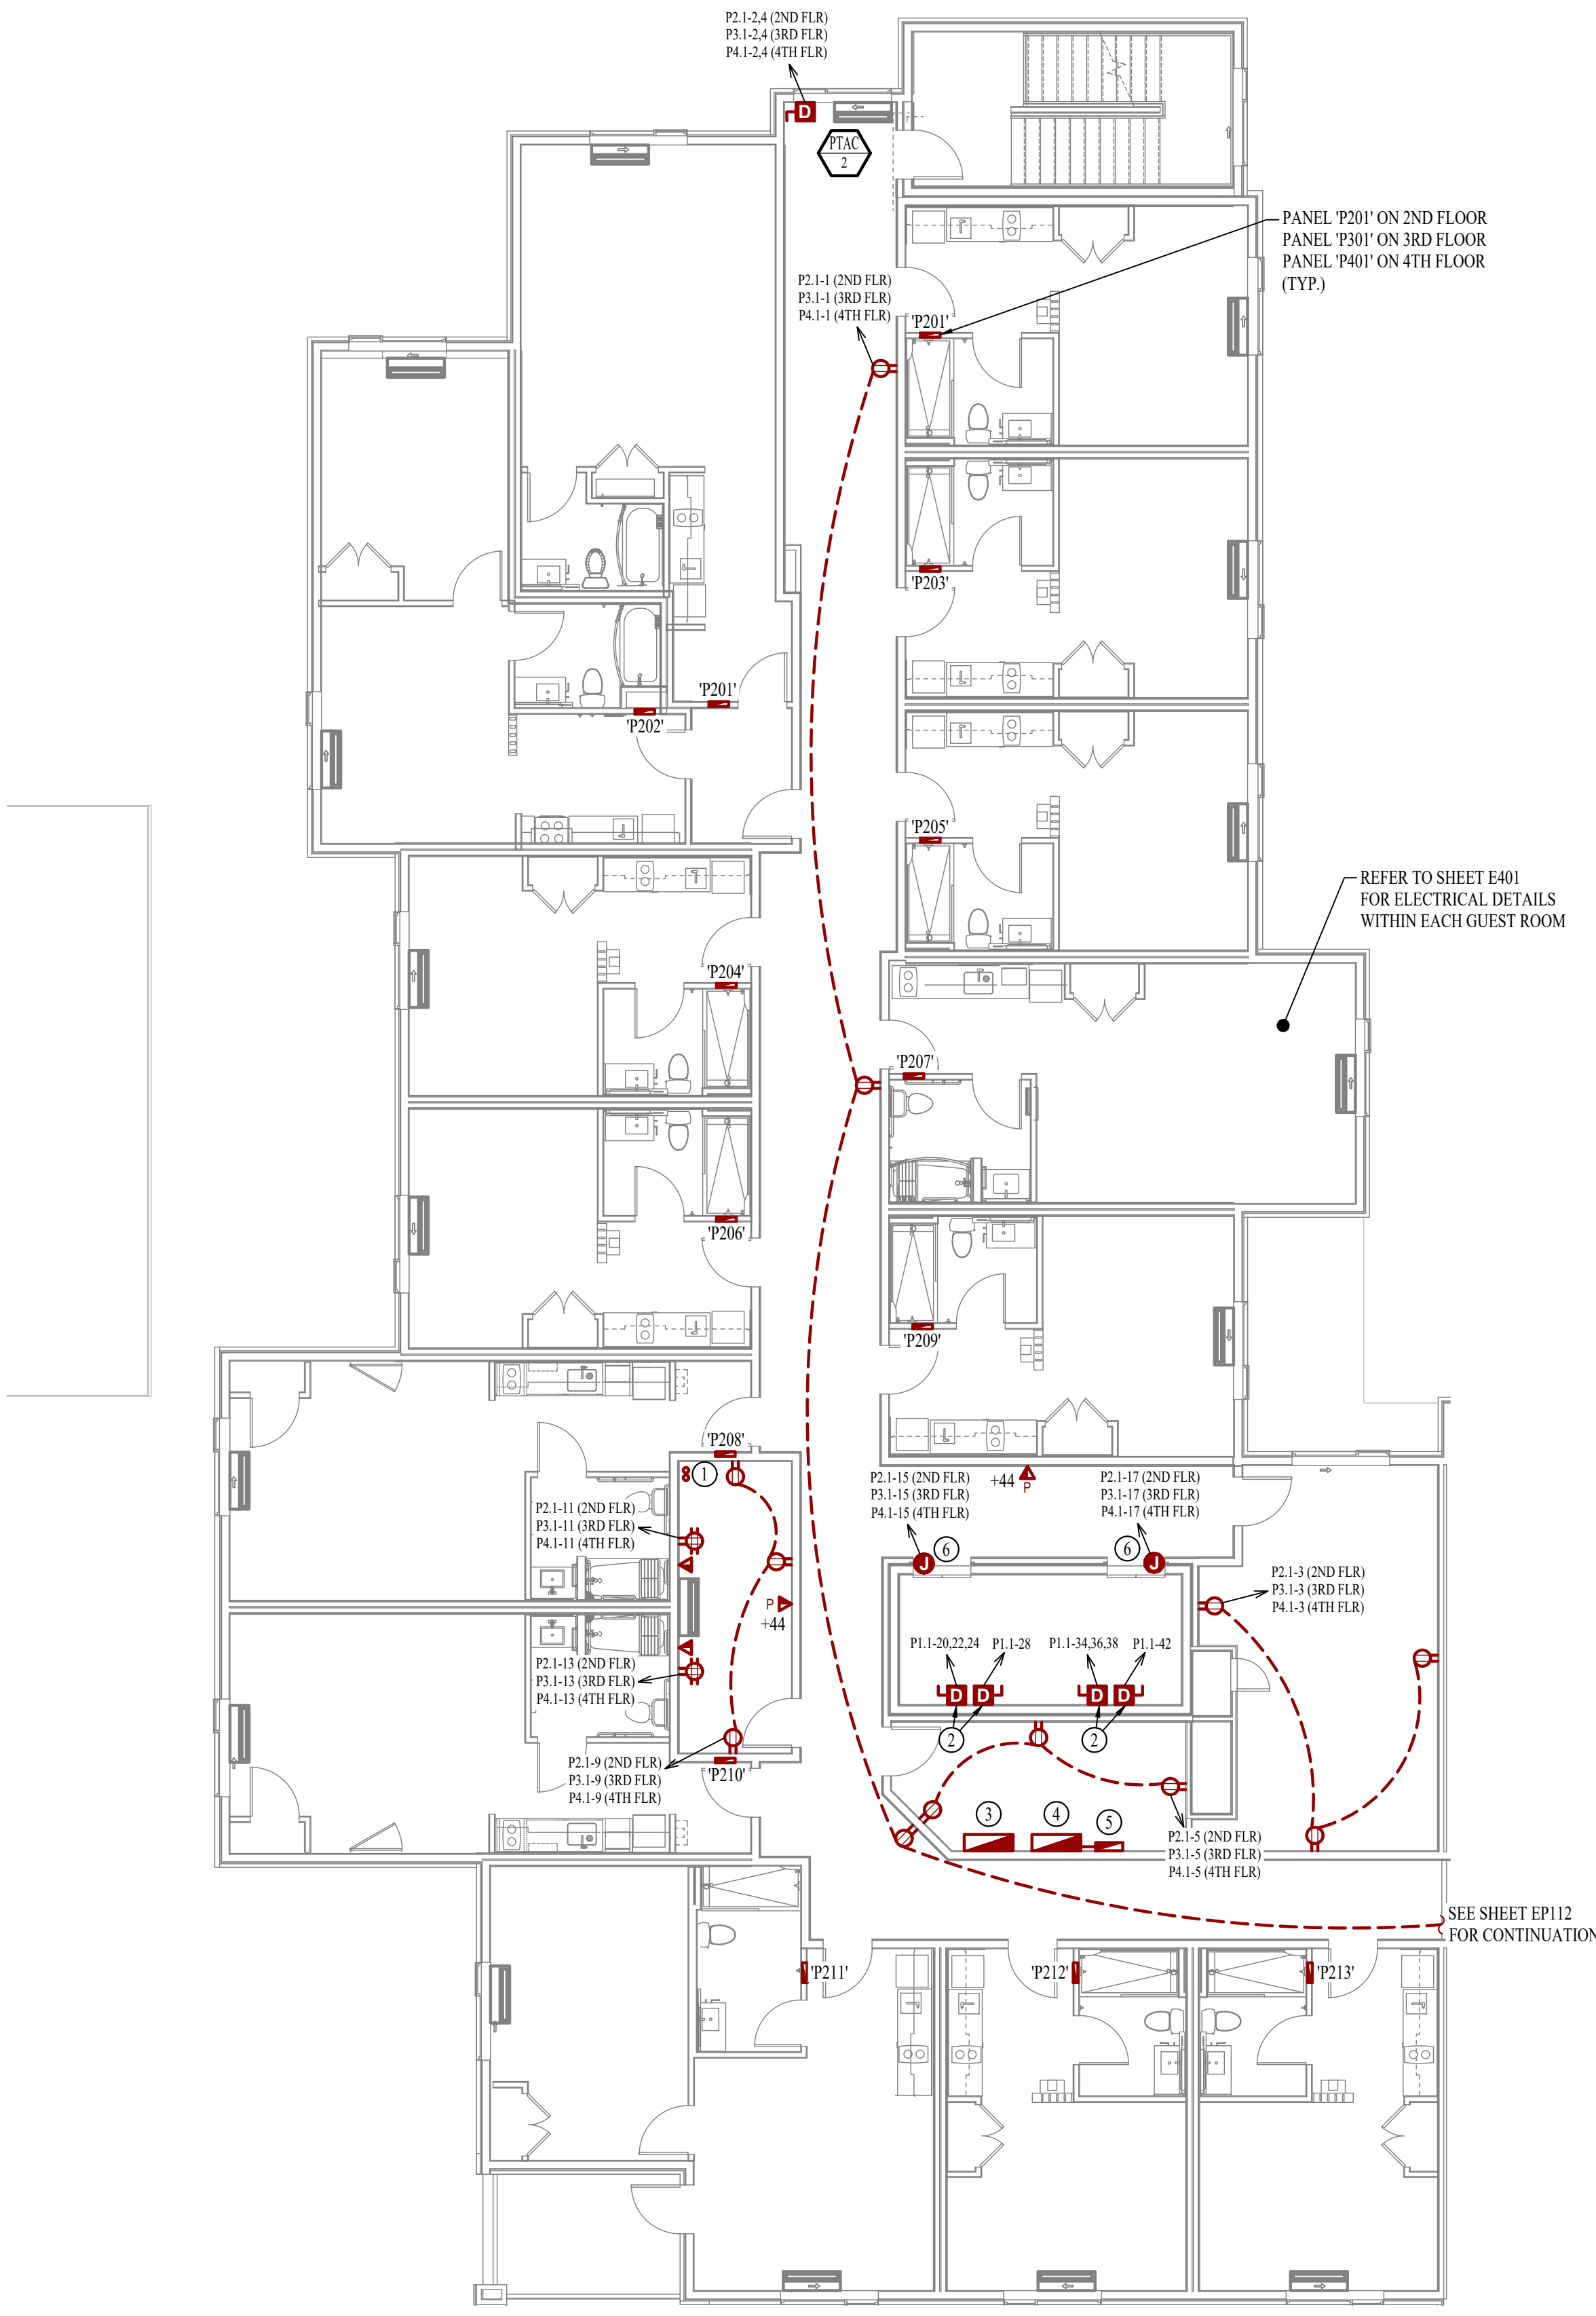 P2.1-2,4 (2ND FLR)
P3.1-2,4 (3RD FLR)
P4.1-2,4 (4TH FLR)
D
PTAC
2
PANEL 'P201' ON 2ND FLOOR
PANEL 'P301' ON 3RD FLOOR
PANEL 'P401' ON 4TH FLOOR
(TYP.)
P2.1-1 (2ND FLR)
P3.1-1 (3RD FLR)
P4.1-1 (4TH FLR)
'P201'
'P203'
'P201'
'P202'
'P205'
REFER TO SHEET E401
FOR ELECTRICAL DETAILS
WITHIN EACH GUEST ROOM
'P204'
'P207'
'P206'
'P209'
'P208'
1
P2.1-15 (2ND FLR)
P3.1-15 (3RD FLR)
P4.1-15 (4TH FLR)
+44
P
P2.1-17 (2ND FLR)
P3.1-17 (3RD FLR)
P4.1-17 (4TH FLR)
P2.1-11 (2ND FLR)
P3.1-11 (3RD FLR)
P4.1-11 (4TH FLR)
6
J
6
J
P2.1-3 (2ND FLR)
P3.1-3 (3RD FLR)
P4.1-3 (4TH FLR)
P
+44
P1.1-20,22,24
P1.1-28
P1.1-34,36,38
P1.1-42
P2.1-13 (2ND FLR)
P3.1-13 (3RD FLR)
P4.1-13 (4TH FLR)
D
D
D
D
2
2
P2.1-9 (2ND FLR)
P3.1-9 (3RD FLR)
P4.1-9 (4TH FLR)
'P210'
3
4
5
P2.1-5 (2ND FLR)
P3.1-5 (3RD FLR)
P4.1-5 (4TH FLR)
SEE SHEET EP112
FOR CONTINUATION
'P211'
'P212'
'P213'